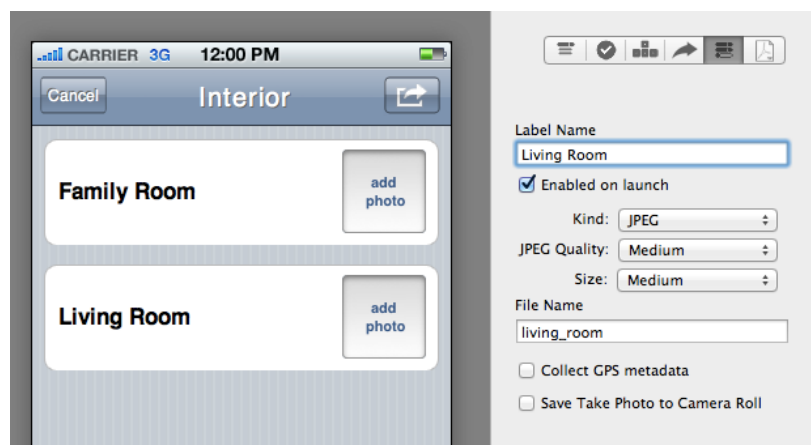 CARRIER 3G 12:00 PM
Cancel Interior
Family Room
add
photo
Living Room
add
photo
Label Name
Living Room
Enabled on launch
Kind: JPEG
JPEG Quality: Medium
Size: Medium
File Name
living_room
Collect GPS metadata
Save Take Photo to Camera Roll